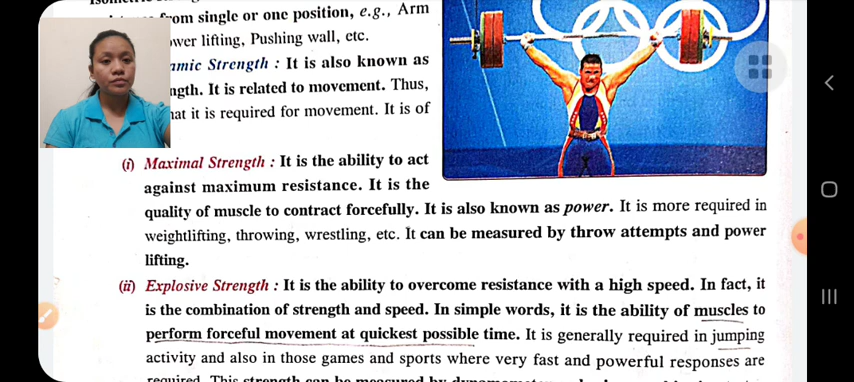 from single or one position, e.g., Arm
lifting, Pushing wall, etc.
Strength : It is also known as
It is related to movement. Thus,
it is required for movement. It is of
(i) Maximal Strength : It is the ability to act
against maximum resistance. It is the
quality of muscle to contract forcefully. It is also known as power. It is more required in
weightlifting, throwing, wrestling, etc. It can be measured by throw attempts and power
lifting.
(ii) Explosive Strength : It is the ability to overcome resistance with a high speed. In fact, it
is the combination of strength and speed. In simple words, it is the ability of muscles to
perform forceful movement at quickest possible time. It is generally required in jumping
activity and also in those games and sports where very fast and powerful responses are
required. This strength can be measured by